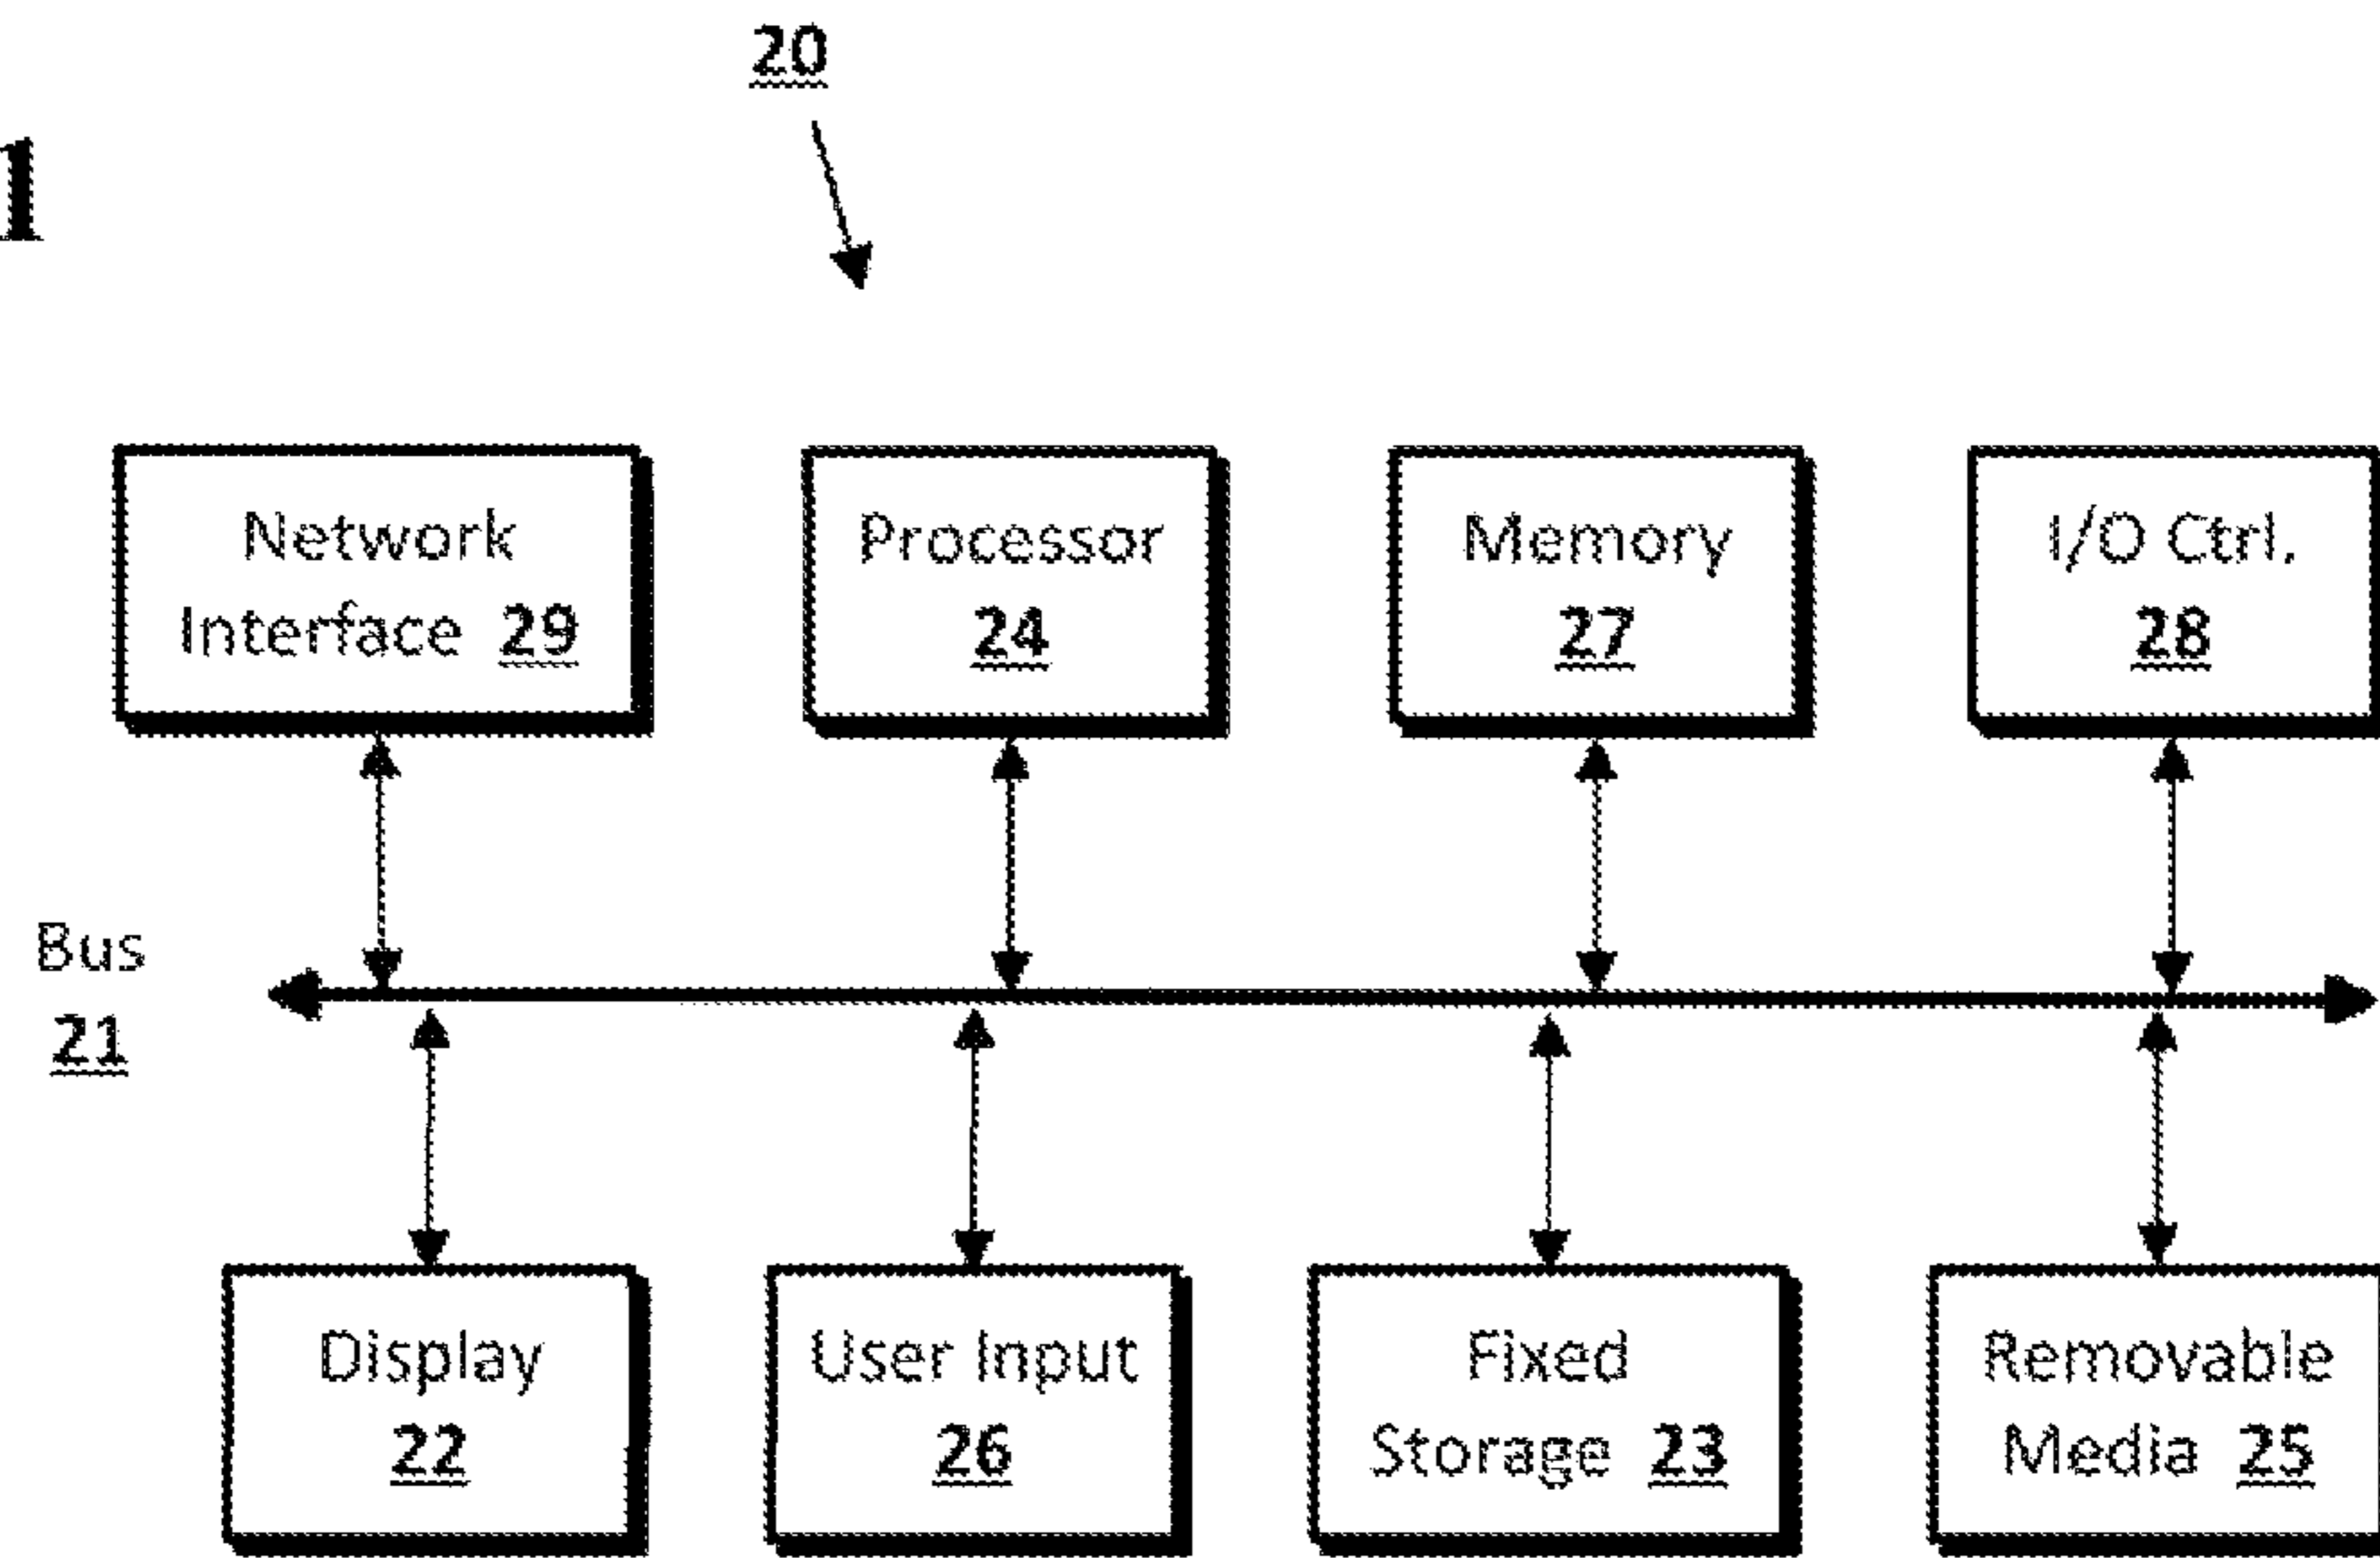 20
1
Network
Interface 29
Processor
24
Memory
27
I/O Ctrl.
28
Bus
21
Display
22
User Input
26
Fixed
Storage 23
Removable
Media 25